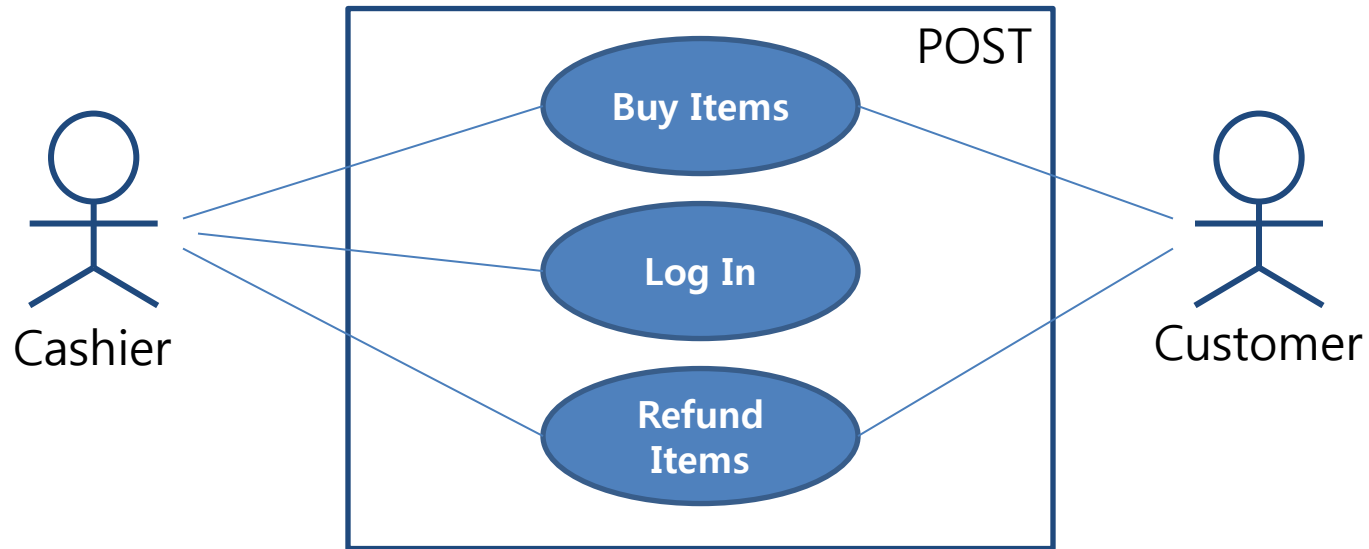 POST
Buy Items
Log In
Cashier
Customer
Refund
Items